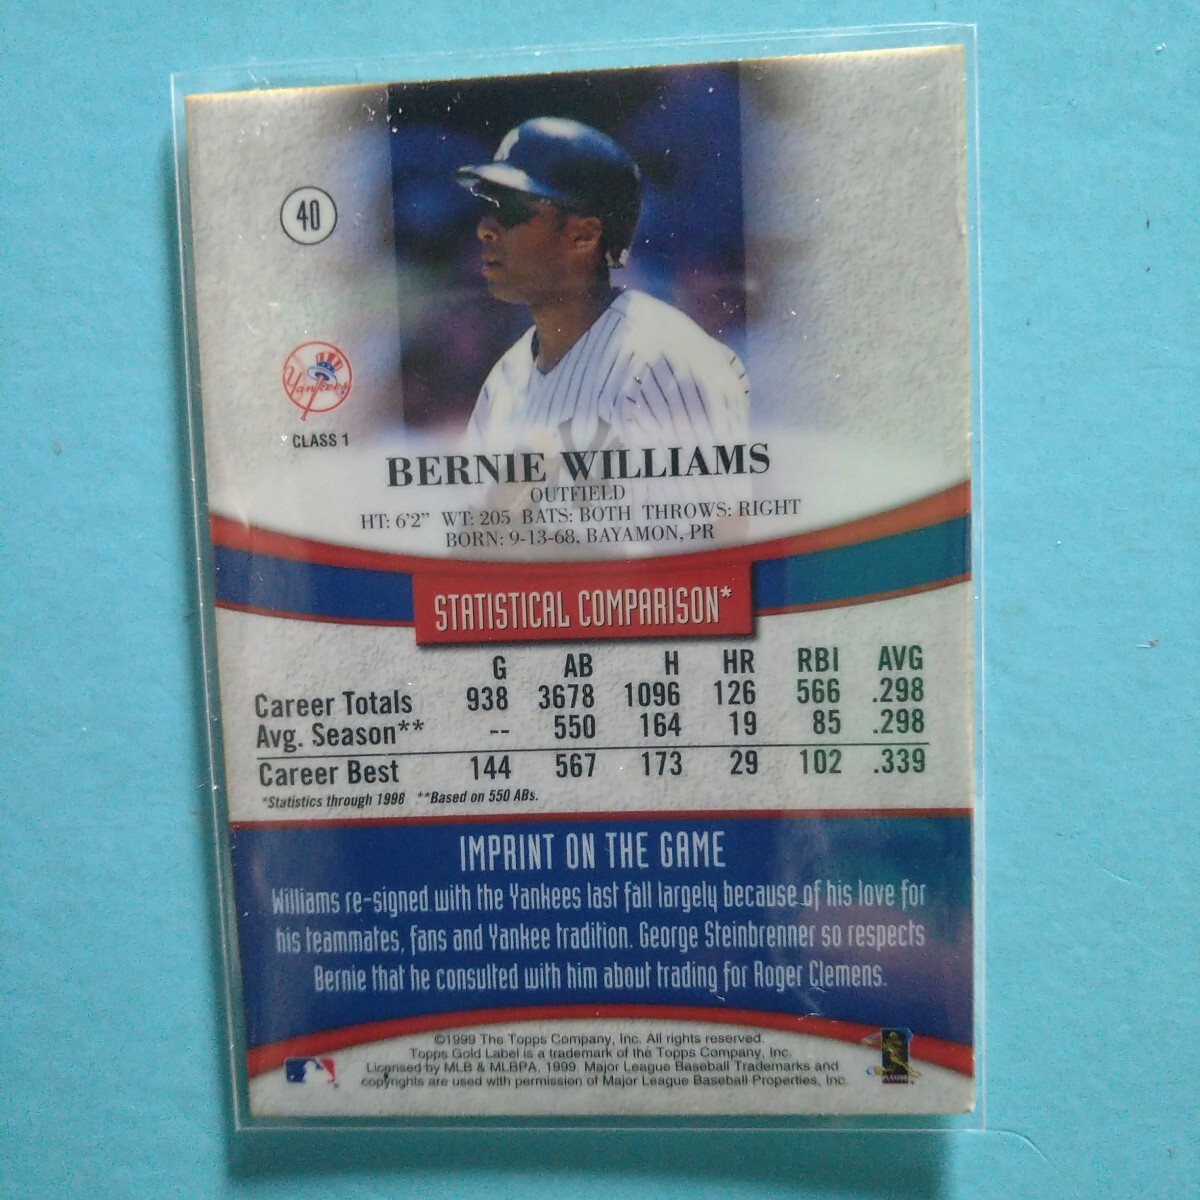 40
Yankees
CLASS 1
BERNIE WILLIAMS
OUTFIELD
HT: 6'2" WT: 205 BATS: BOTH THROWS: RIGHT
BORN: 9-13-68, BAYAMON, PR
STATISTICAL COMPARISON*
G AB H HR RBI AVG
Career Totals 938 3678 1096 126 566 .298
Avg. Season** -- 550 164 19 85 .298
Career Best 144 567 173 29 102 .339
*Statistics through 1998 **Based on 550 ABs.
IMPRINT ON THE GAME
Williams re-signed with the Yankees last fall largely because of his love for
his teammates, fans and Yankee tradition. George Steinbrenner so respects
Bernie that he consulted with him about trading for Roger Clemens.
©1999 The Topps Company, Inc. All rights reserved.
Topps Gold Label is a trademark of the Topps Company, Inc.
Licensed by MLB & MLBPA, 1999. Major League Baseball Trademarks and
copyrights are used with permission of Major League Baseball Properties, Inc.